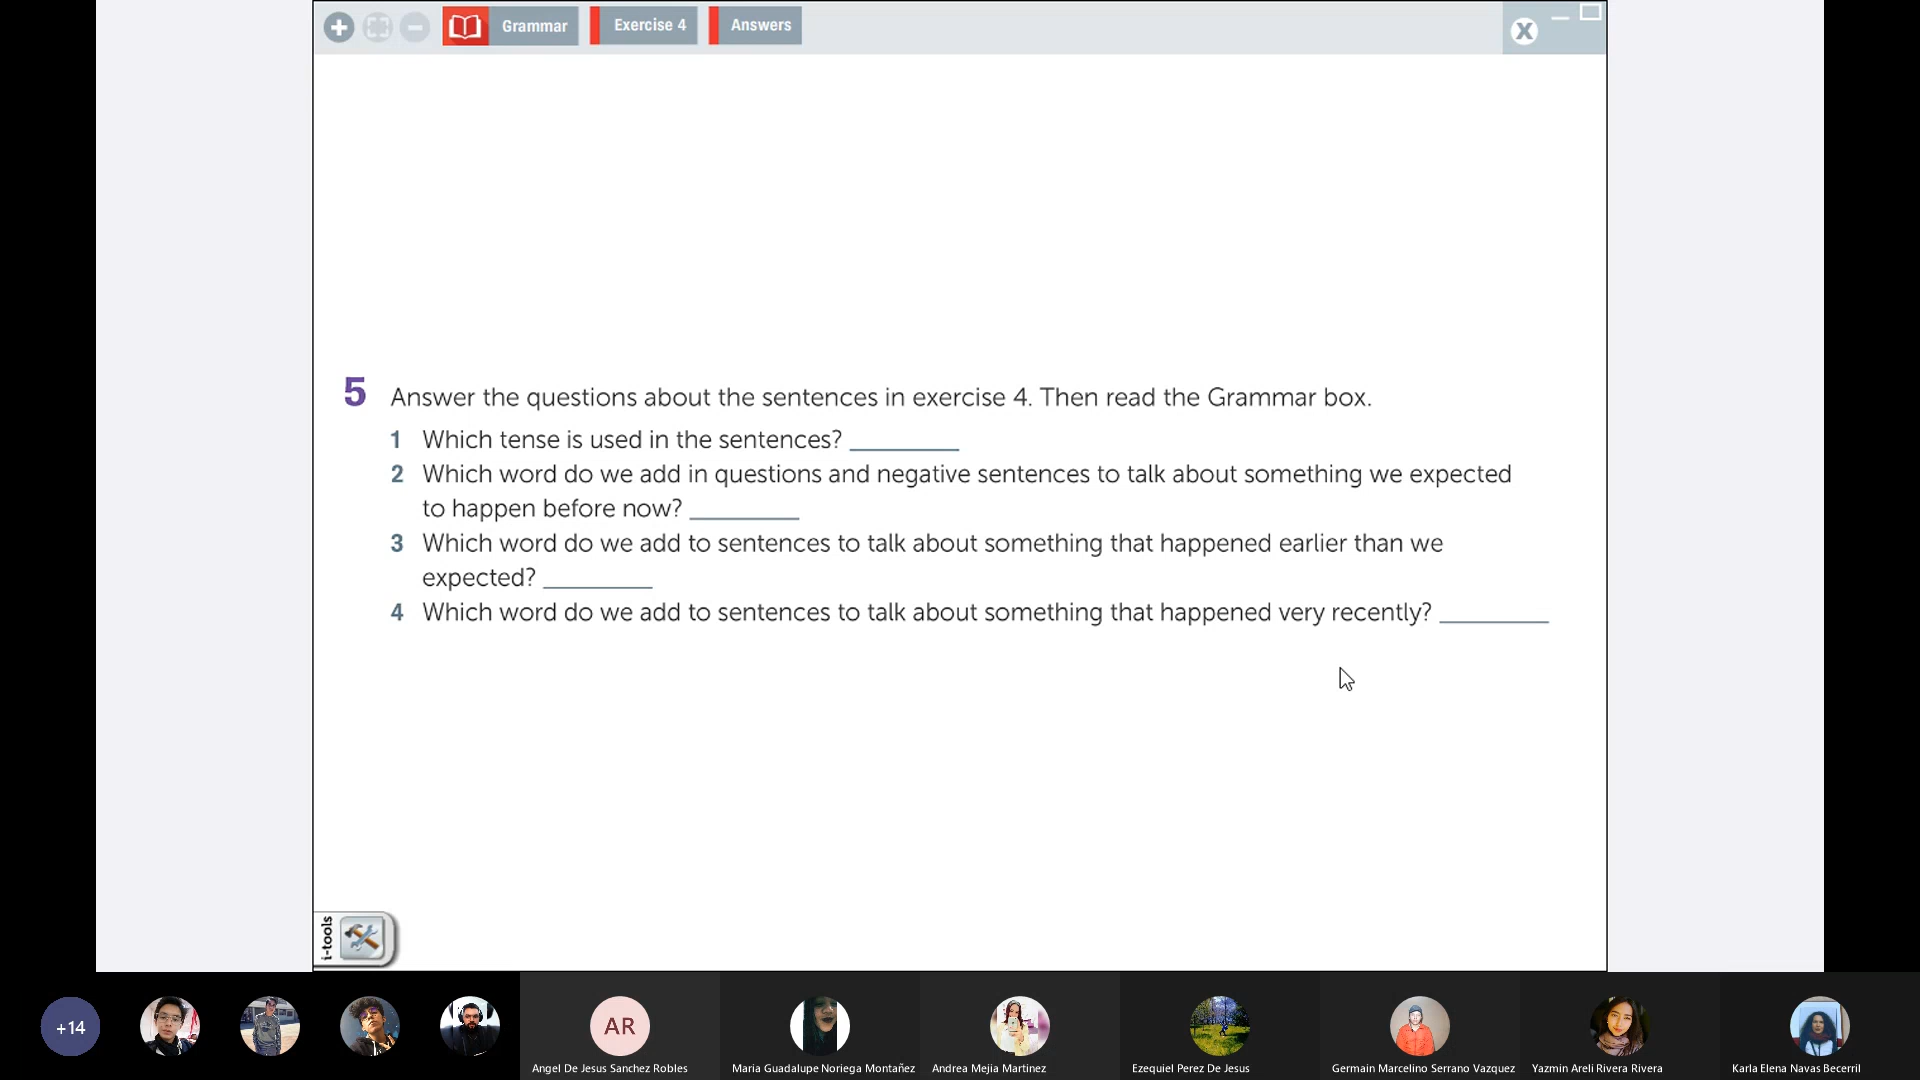 Grammar
Exercise 4
Answers
X
5 Answer the questions about the sentences in exercise 4. Then read the Grammar box.
1 Which tense is used in the sentences? ________
2 Which word do we add in questions and negative sentences to talk about something we expected
to happen before now? ________
3 Which word do we add to sentences to talk about something that happened earlier than we
expected? ________
4 Which word do we add to sentences to talk about something that happened very recently? ________
i-tools
+14
AR
Angel De Jesus Sanchez Robles
Maria Guadalupe Noriega Montañez
Andrea Mejia Martinez
Ezequiel Perez De Jesus
Germain Marcelino Serrano Vazquez
Yazmin Areli Rivera Rivera
Karla Elena Navas Becerril